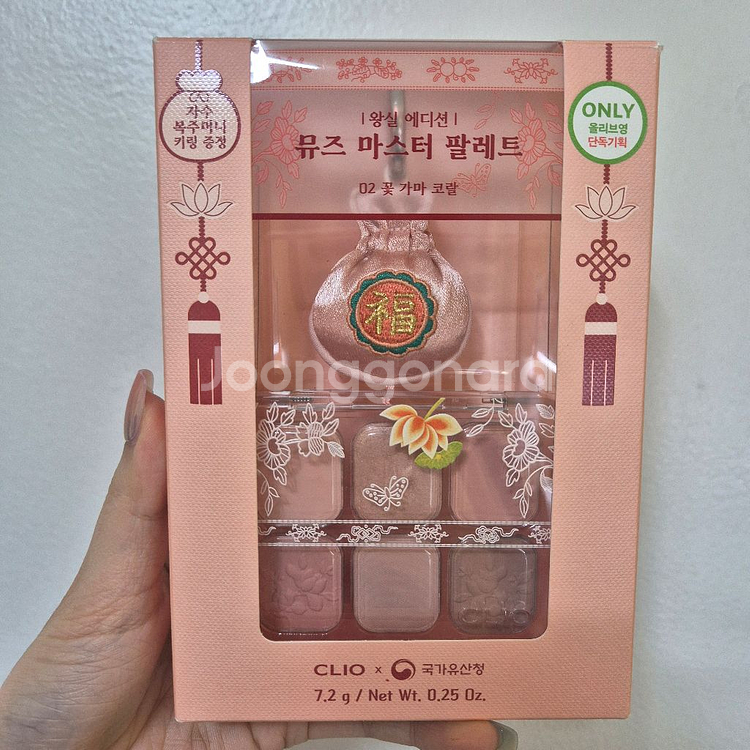 자수
복주머니
키링 증정
|왕실 에디션|
뮤즈 마스터 팔레트
02 꽃 가마 코랄
ONLY
올리브영
단독기획
福
Joonggonara
CLIO
CLIO x 국가유산청
7.2 g / Net Wt. 0.25 Oz.